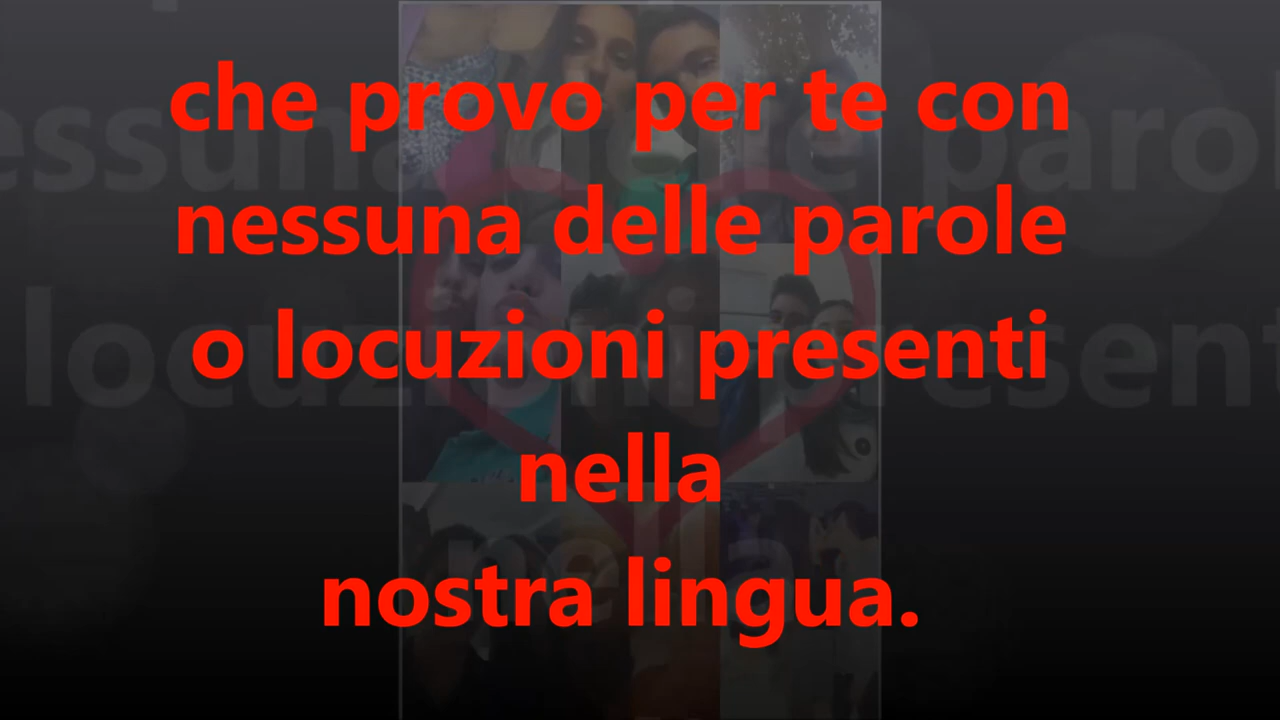 che provo per te con
nessuna delle parole
o locuzioni presenti
nella
nostra lingua.